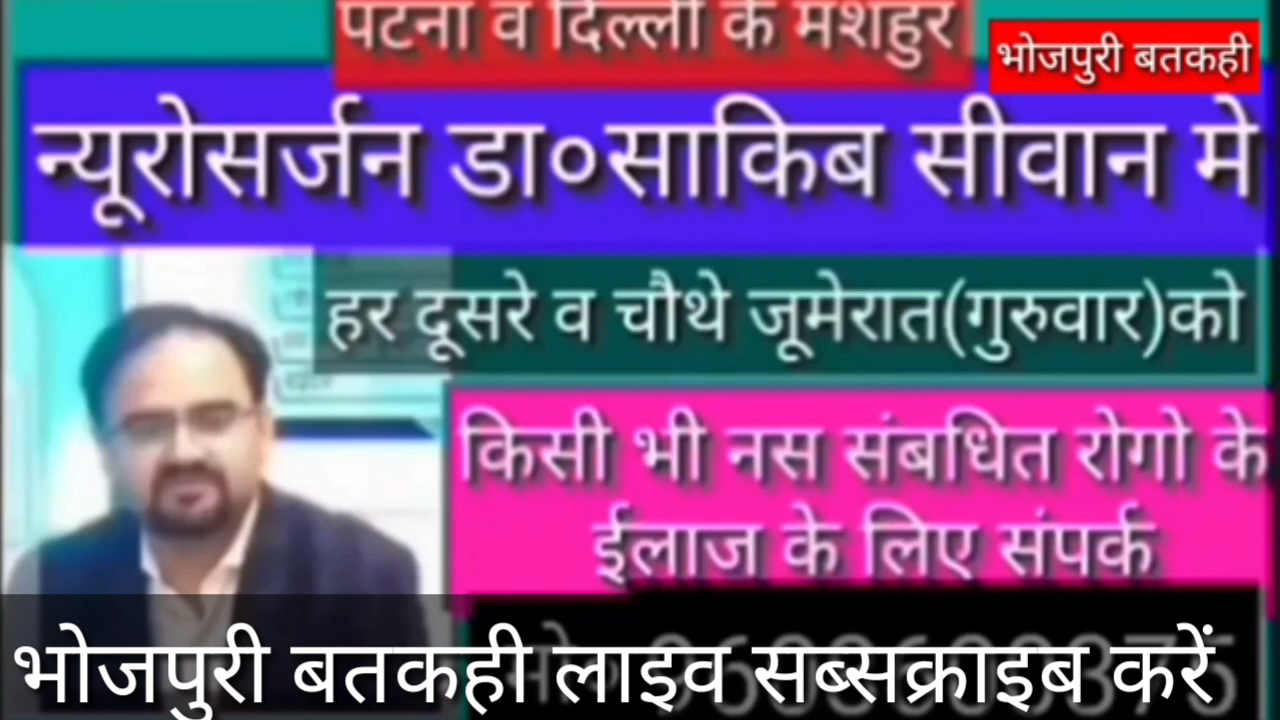 पटना व दिल्ली के मशहुर
भोजपुरी बतकही
न्यूरोसर्जन डा०साकिब सीवान मे
हर दूसरे व चौथे जूमेरात(गुरुवार)को
किसी भी नस संबधित रोगो के
ईलाज के लिए संपर्क
भोजपुरी बतकही लाइव सब्सक्राइब करें